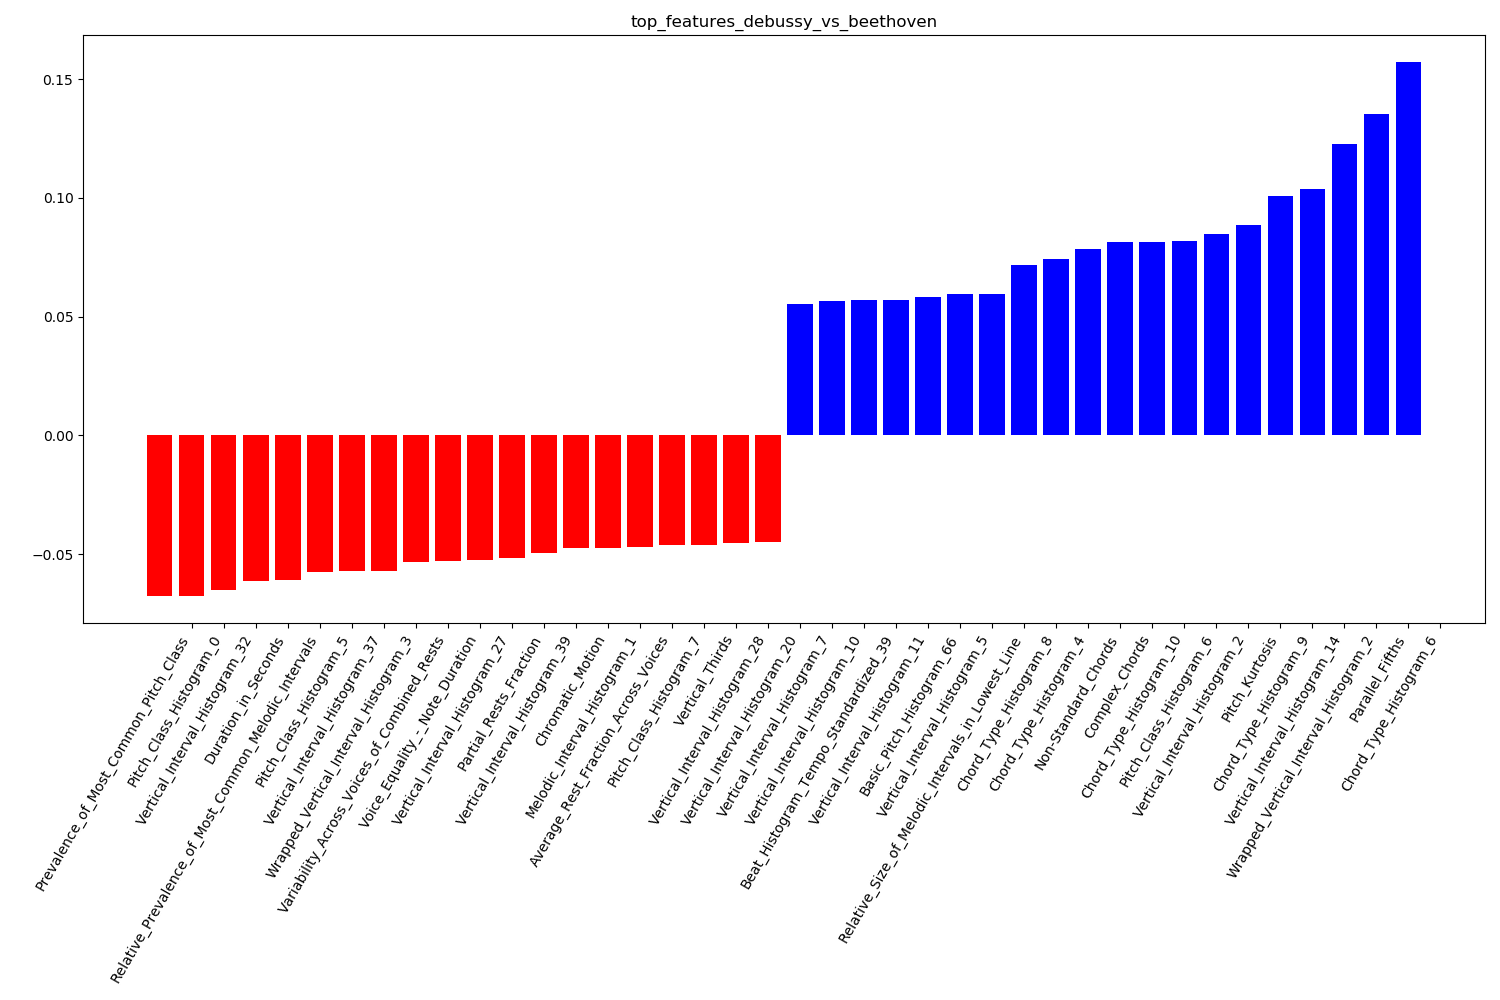 top_features_debussy_vs_beethoven
0.15
0.10
0.05
0.00
−0.05
Prevalence_of_Most_Common_Pitch_Class
Pitch_Class_Histogram_0
Vertical_Interval_Histogram_32
Duration_in_Seconds
Relative_Prevalence_of_Most_Common_Melodic_Intervals
Pitch_Class_Histogram_5
Vertical_Interval_Histogram_37
Wrapped_Vertical_Interval_Histogram_3
Variability_Across_Voices_of_Combined_Rests
Voice_Equality_-_Note_Duration
Vertical_Interval_Histogram_27
Partial_Rests_Fraction
Vertical_Interval_Histogram_39
Chromatic_Motion
Melodic_Interval_Histogram_1
Average_Rest_Fraction_Across_Voices
Pitch_Class_Histogram_7
Vertical_Thirds
Vertical_Interval_Histogram_28
Vertical_Interval_Histogram_20
Vertical_Interval_Histogram_7
Vertical_Interval_Histogram_10
Beat_Histogram_Tempo_Standardized_39
Vertical_Interval_Histogram_11
Basic_Pitch_Histogram_66
Vertical_Interval_Histogram_5
Relative_Size_of_Melodic_Intervals_in_Lowest_Line
Chord_Type_Histogram_8
Chord_Type_Histogram_4
Non-Standard_Chords
Complex_Chords
Chord_Type_Histogram_10
Pitch_Class_Histogram_6
Vertical_Interval_Histogram_2
Pitch_Kurtosis
Chord_Type_Histogram_9
Vertical_Interval_Histogram_14
Wrapped_Vertical_Interval_Histogram_2
Parallel_Fifths
Chord_Type_Histogram_6